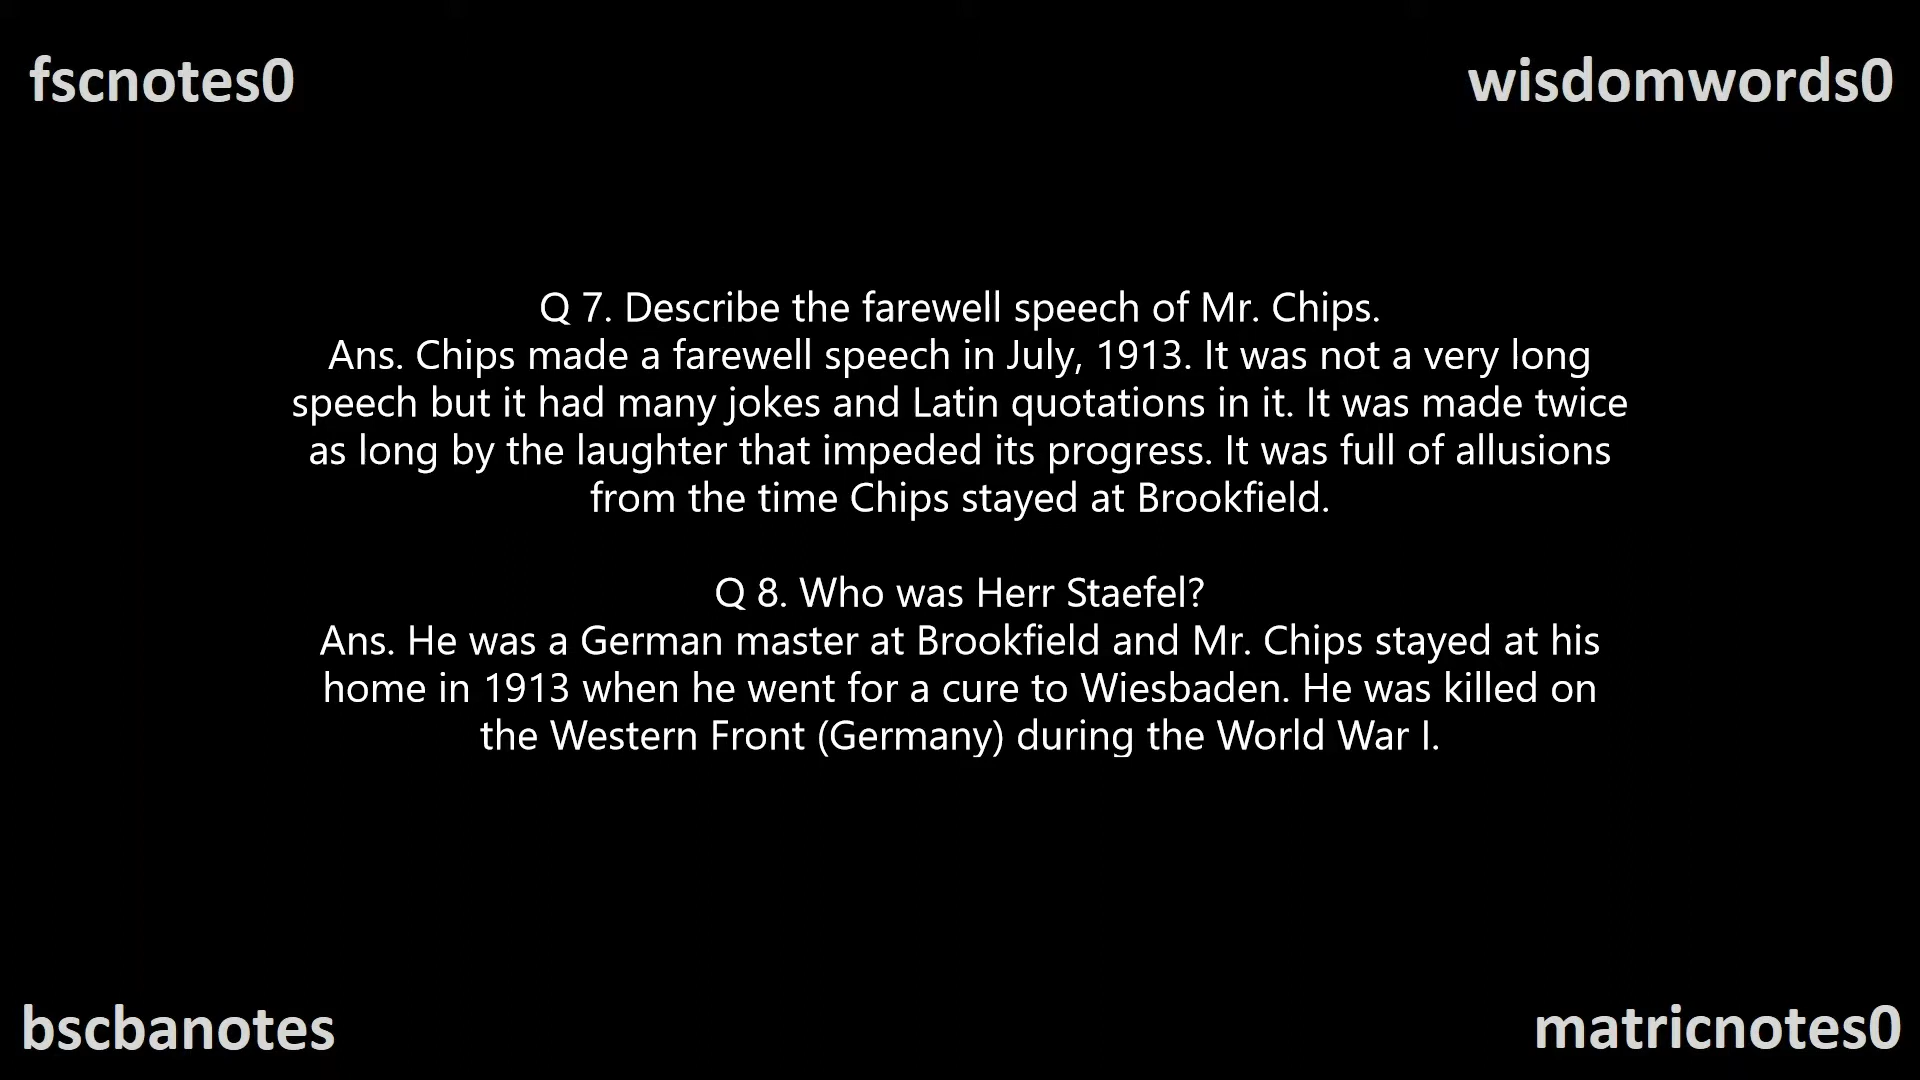 fscnotes0
wisdomwords0
Q 7. Describe the farewell speech of Mr. Chips.
Ans. Chips made a farewell speech in July, 1913. It was not a very long
speech but it had many jokes and Latin quotations in it. It was made twice
as long by the laughter that impeded its progress. It was full of allusions
from the time Chips stayed at Brookfield.
Q 8. Who was Herr Staefel?
Ans. He was a German master at Brookfield and Mr. Chips stayed at his
home in 1913 when he went for a cure to Wiesbaden. He was killed on
the Western Front (Germany) during the World War I.
bscbanotes
matricnotes0